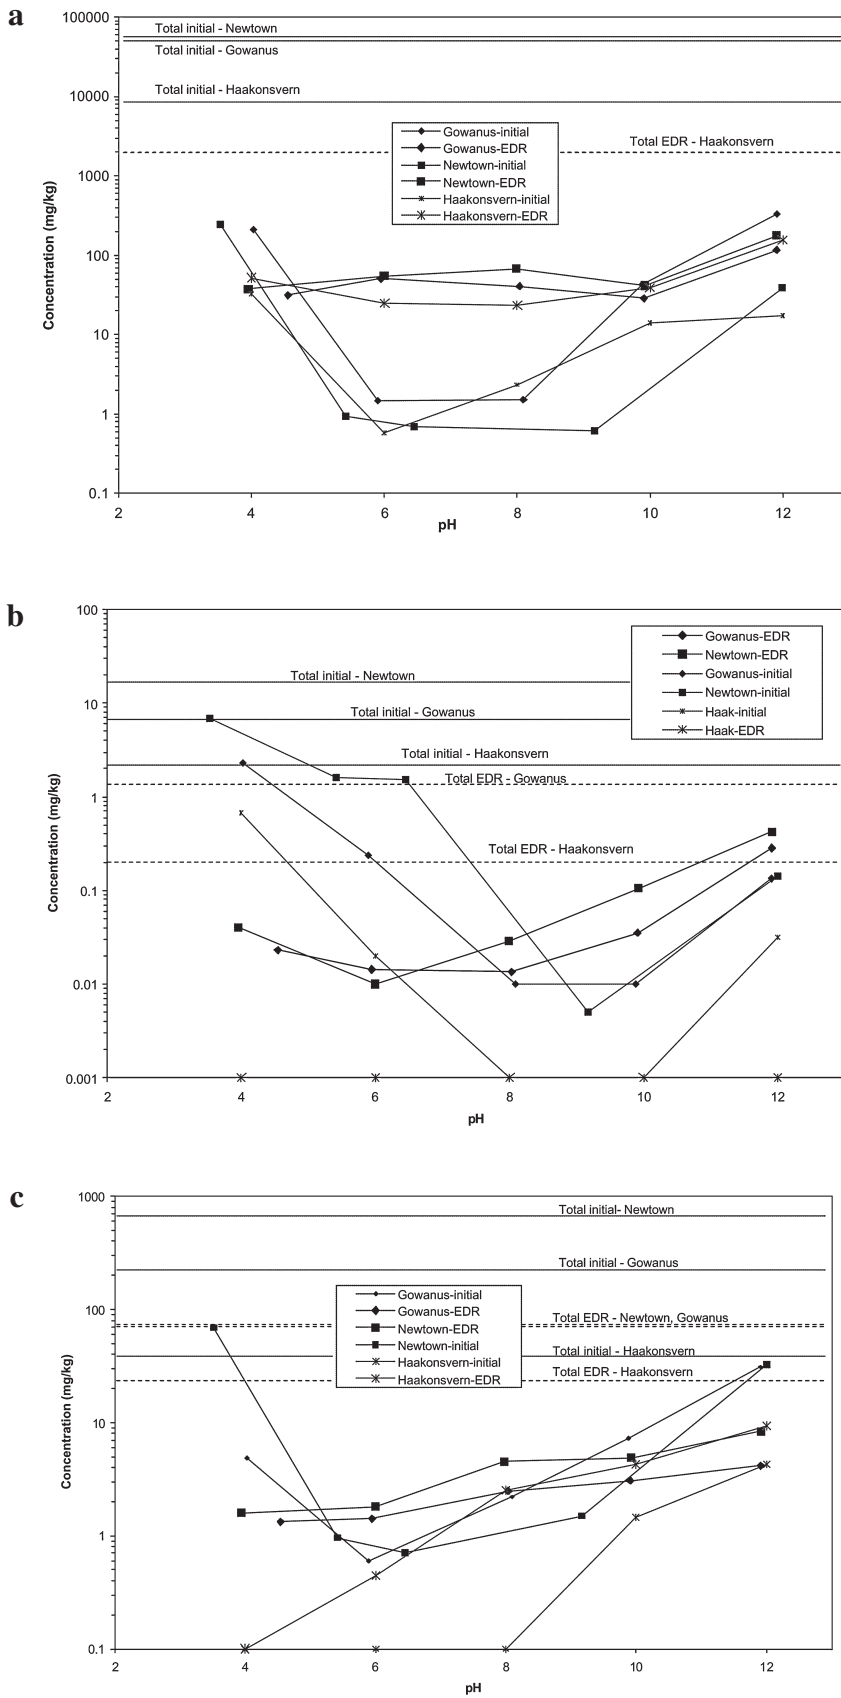 a
100000
10000
1000
100
10
1
0.1
Concentration (mg/kg)
Total initial - Newtown
Total initial - Gowanus
Total initial - Haakonsvern
Total EDR - Haakonsvern
Gowanus-initial
Gowanus-EDR
Newtown-initial
Newtown-EDR
Haakonsvern-initial
Haakonsvern-EDR
2 4 6 8 10 12
pH
b
100
10
1
0.1
0.01
0.001
Concentration (mg/kg)
Total initial - Newtown
Total initial - Gowanus
Total initial - Haakonsvern
Total EDR - Gowanus
Total EDR - Haakonsvern
Gowanus-EDR
Newtown-EDR
Gowanus-initial
Newtown-initial
Haak-initial
Haak-EDR
2 4 6 8 10 12
pH
c
1000
100
10
1
0.1
Concentration (mg/kg)
Total initial- Newtown
Total initial - Gowanus
Total EDR - Newtown, Gowanus
Total initial - Haakonsvern
Total EDR - Haakonsvern
Gowanus-initial
Gowanus-EDR
Newtown-EDR
Newtown-initial
Haakonsvern-initial
Haakonsvern-EDR
2 4 6 8 10 12
pH